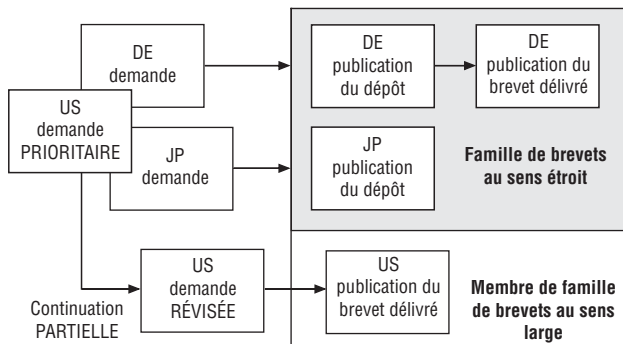 DE
demande
DE
publication
du dépôt
DE
publication du
brevet délivré
US
demande
PRIORITAIRE
JP
demande
JP
publication
du dépôt
Famille de brevets
au sens étroit
Continuation
PARTIELLE
US
demande
RÉVISÉE
US
publication du
brevet délivré
Membre de famille
de brevets au sens
large